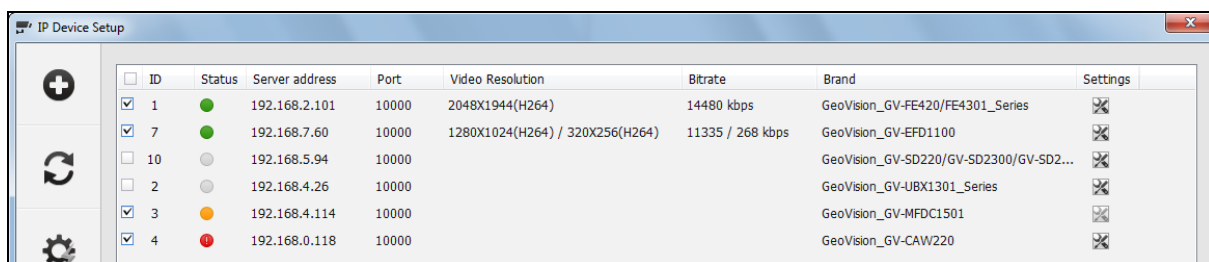 IP Device Setup
ID Status Server address Port Video Resolution Bitrate Brand Settings
1 192.168.2.101 10000 2048X1944(H264) 14480 kbps GeoVision_GV-FE420/FE4301_Series
7 192.168.7.60 10000 1280X1024(H264) / 320X256(H264) 11335 / 268 kbps GeoVision_GV-EFD1100
10 192.168.5.94 10000 GeoVision_GV-SD220/GV-SD2300/GV-SD2...
2 192.168.4.26 10000 GeoVision_GV-UBX1301_Series
3 192.168.4.114 10000 GeoVision_GV-MFDC1501
4 192.168.0.118 10000 GeoVision_GV-CAW220